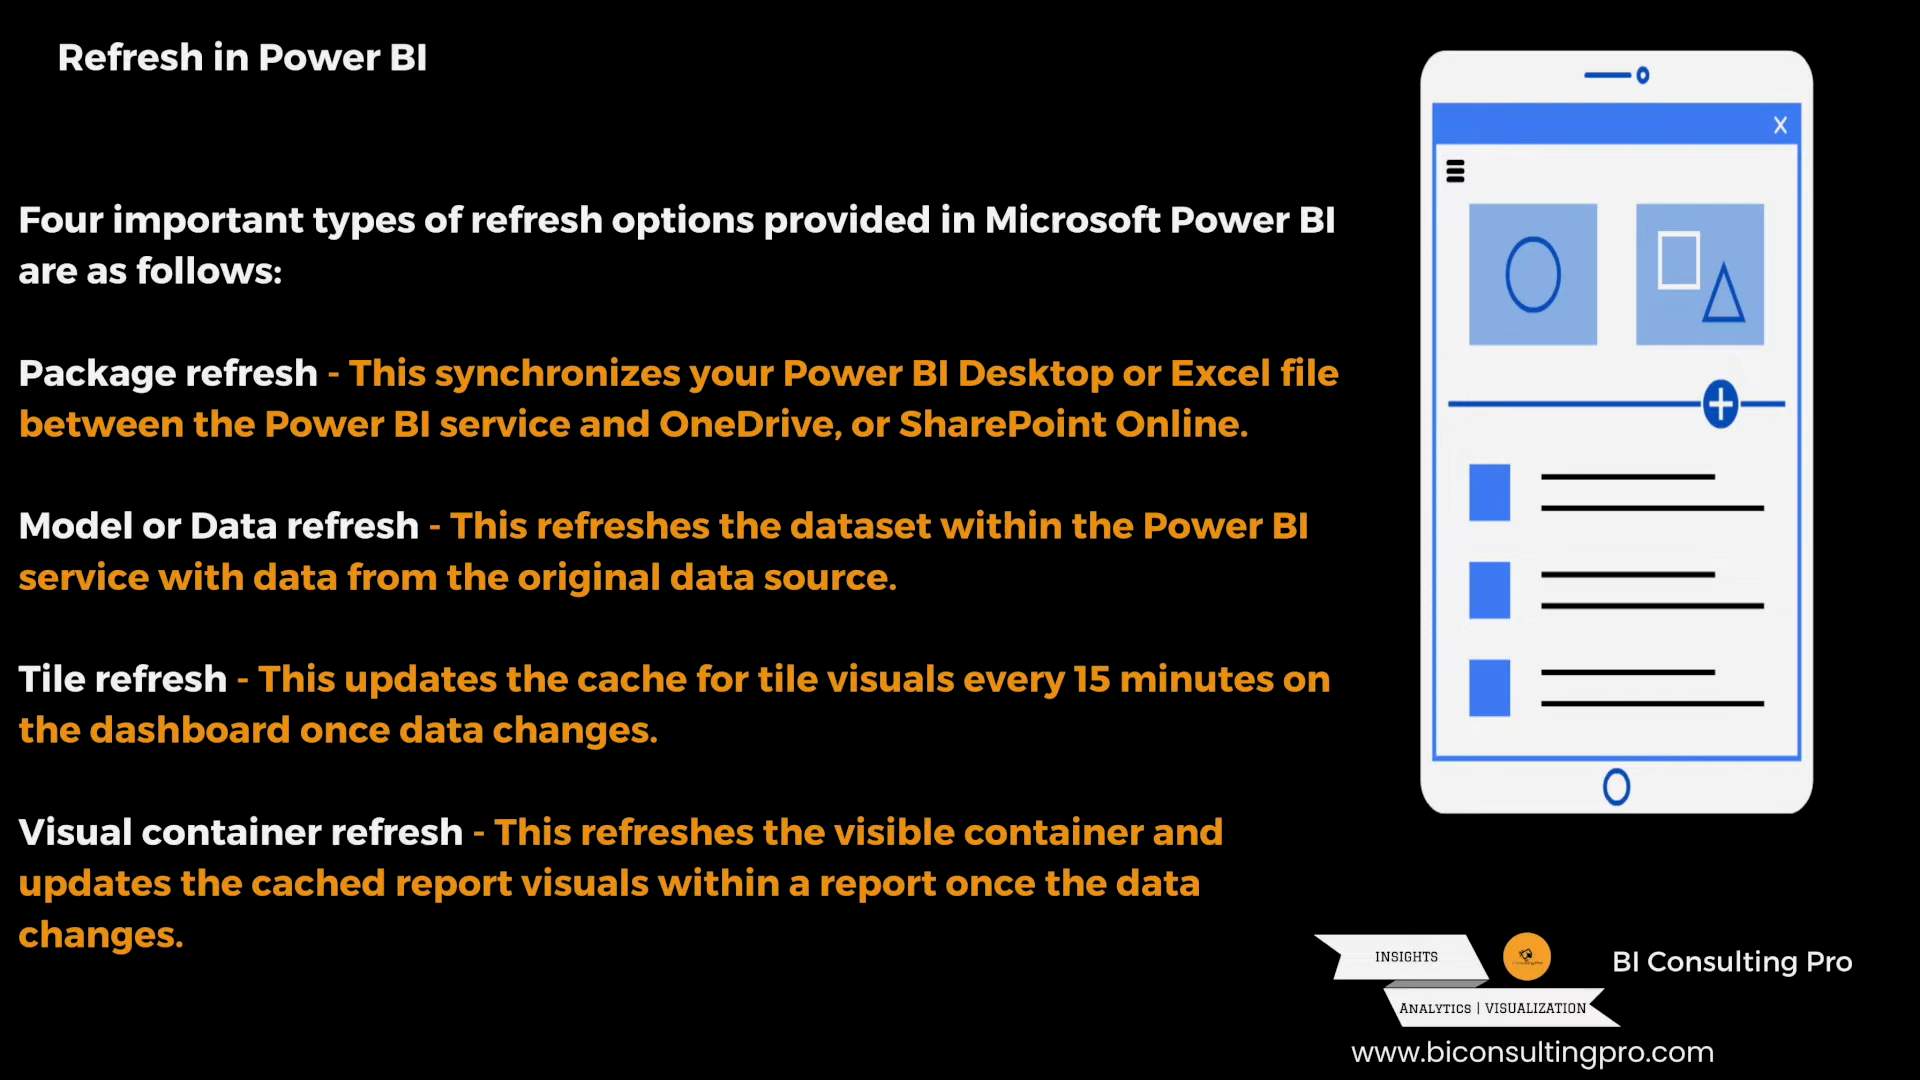 Refresh in Power BI
Four important types of refresh options provided in Microsoft Power BI
are as follows:
Package refresh - This synchronizes your Power BI Desktop or Excel file
between the Power BI service and OneDrive, or SharePoint Online.
Model or Data refresh - This refreshes the dataset within the Power BI
service with data from the original data source.
Tile refresh - This updates the cache for tile visuals every 15 minutes on
the dashboard once data changes.
Visual container refresh - This refreshes the visible container and
updates the cached report visuals within a report once the data
changes.
X
INSIGHTS
Analytics | VISUALIZATION
BI Consulting Pro
www.biconsultingpro.com